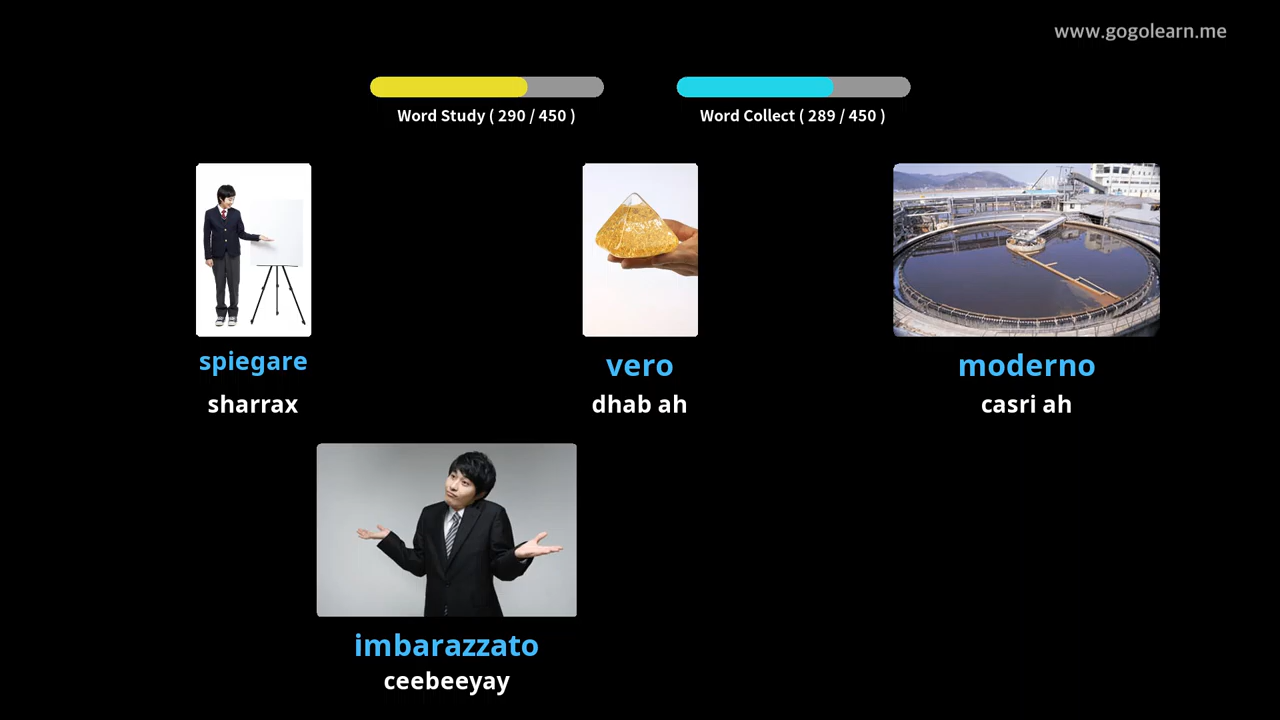 www.gogolearn.me
Word Study ( 290 / 450 )
Word Collect ( 289 / 450 )
spiegare
sharrax
vero
dhab ah
moderno
casri ah
imbarazzato
ceebeeyay